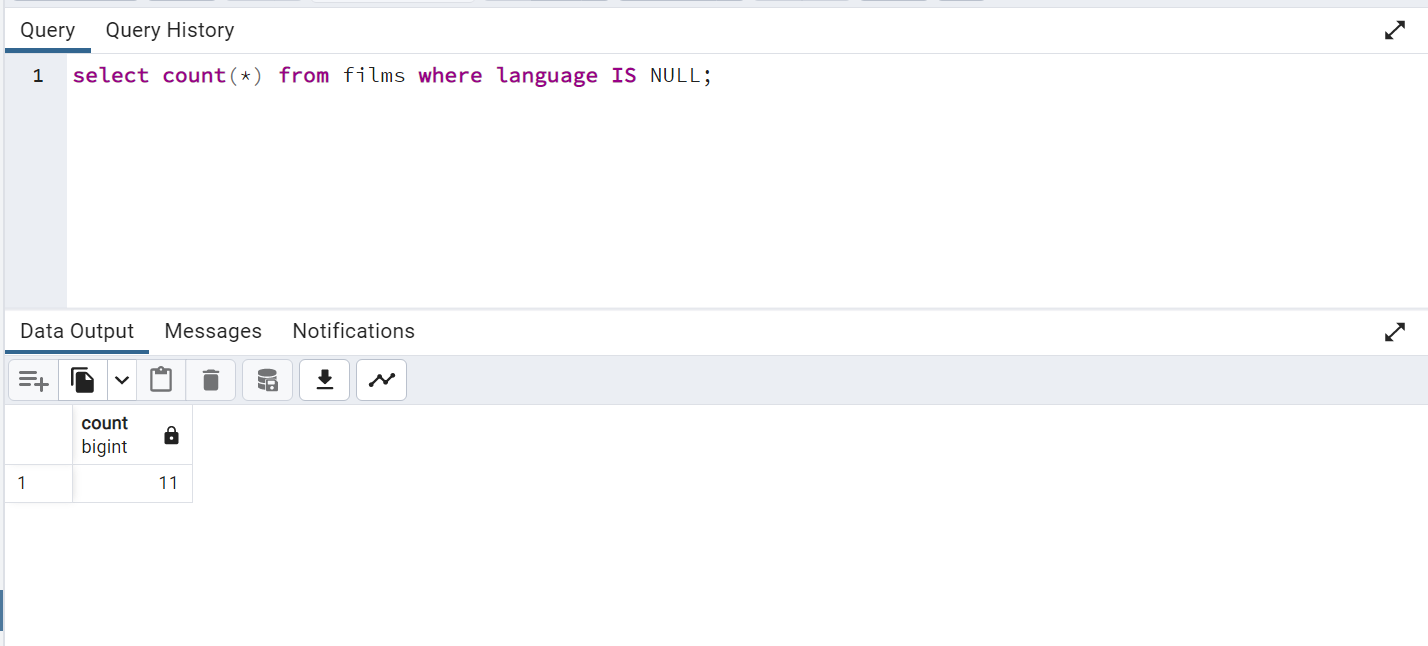 Query Query History
1 select count(*) from films where language IS NULL;
Data Output Messages Notifications
count
bigint
1 11